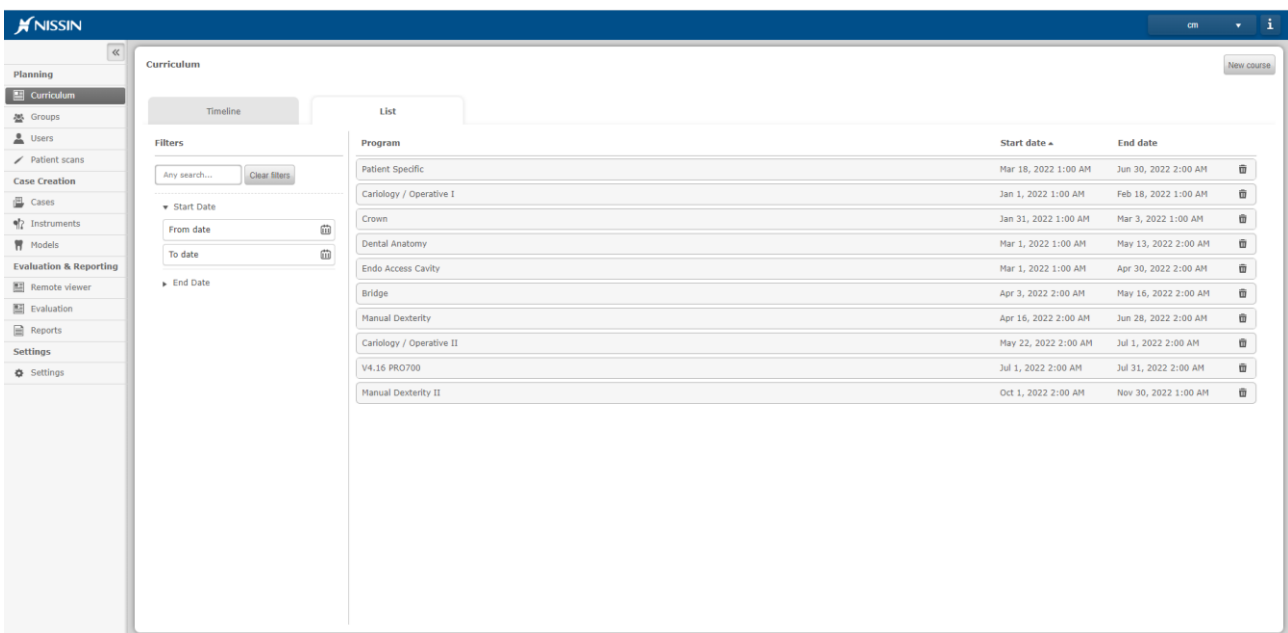 NISSIN
cm
i
Planning
Curriculum
Groups
Users
Patient scans
Case Creation
Cases
Instruments
Models
Evaluation & Reporting
Remote viewer
Evaluation
Reports
Settings
Settings
Curriculum
New course
Timeline
List
Filters
Any search...
Clear filters
Start Date
From date
To date
End Date
Program Start date End date
Patient Specific Mar 18, 2022 1:00 AM Jun 30, 2022 2:00 AM
Cariology / Operative I Jan 1, 2022 1:00 AM Feb 18, 2022 1:00 AM
Crown Jan 31, 2022 1:00 AM Mar 3, 2022 1:00 AM
Dental Anatomy Mar 1, 2022 1:00 AM May 13, 2022 2:00 AM
Endo Access Cavity Mar 1, 2022 1:00 AM Apr 30, 2022 2:00 AM
Bridge Apr 3, 2022 2:00 AM May 16, 2022 2:00 AM
Manual Dexterity Apr 16, 2022 2:00 AM Jun 28, 2022 2:00 AM
Cariology / Operative II May 22, 2022 2:00 AM Jul 1, 2022 2:00 AM
V4.16 PRO700 Jul 1, 2022 2:00 AM Jul 31, 2022 2:00 AM
Manual Dexterity II Oct 1, 2022 2:00 AM Nov 30, 2022 1:00 AM